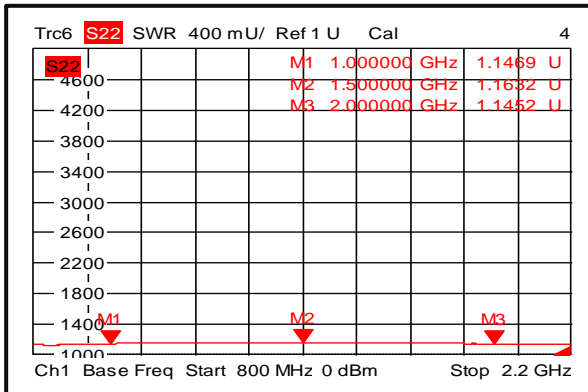 Trc6 S22 SWR 400 mU/ Ref 1 U Cal 4
S22
M1 1.000000 GHz 1.1469 U
M2 1.500000 GHz 1.1632 U
M3 2.000000 GHz 1.1452 U
4600
4200
3800
3400
3000
2600
2200
1800
1400
1000
M1 M2 M3
Ch1 Base Freq Start 800 MHz 0 dBm Stop 2.2 GHz